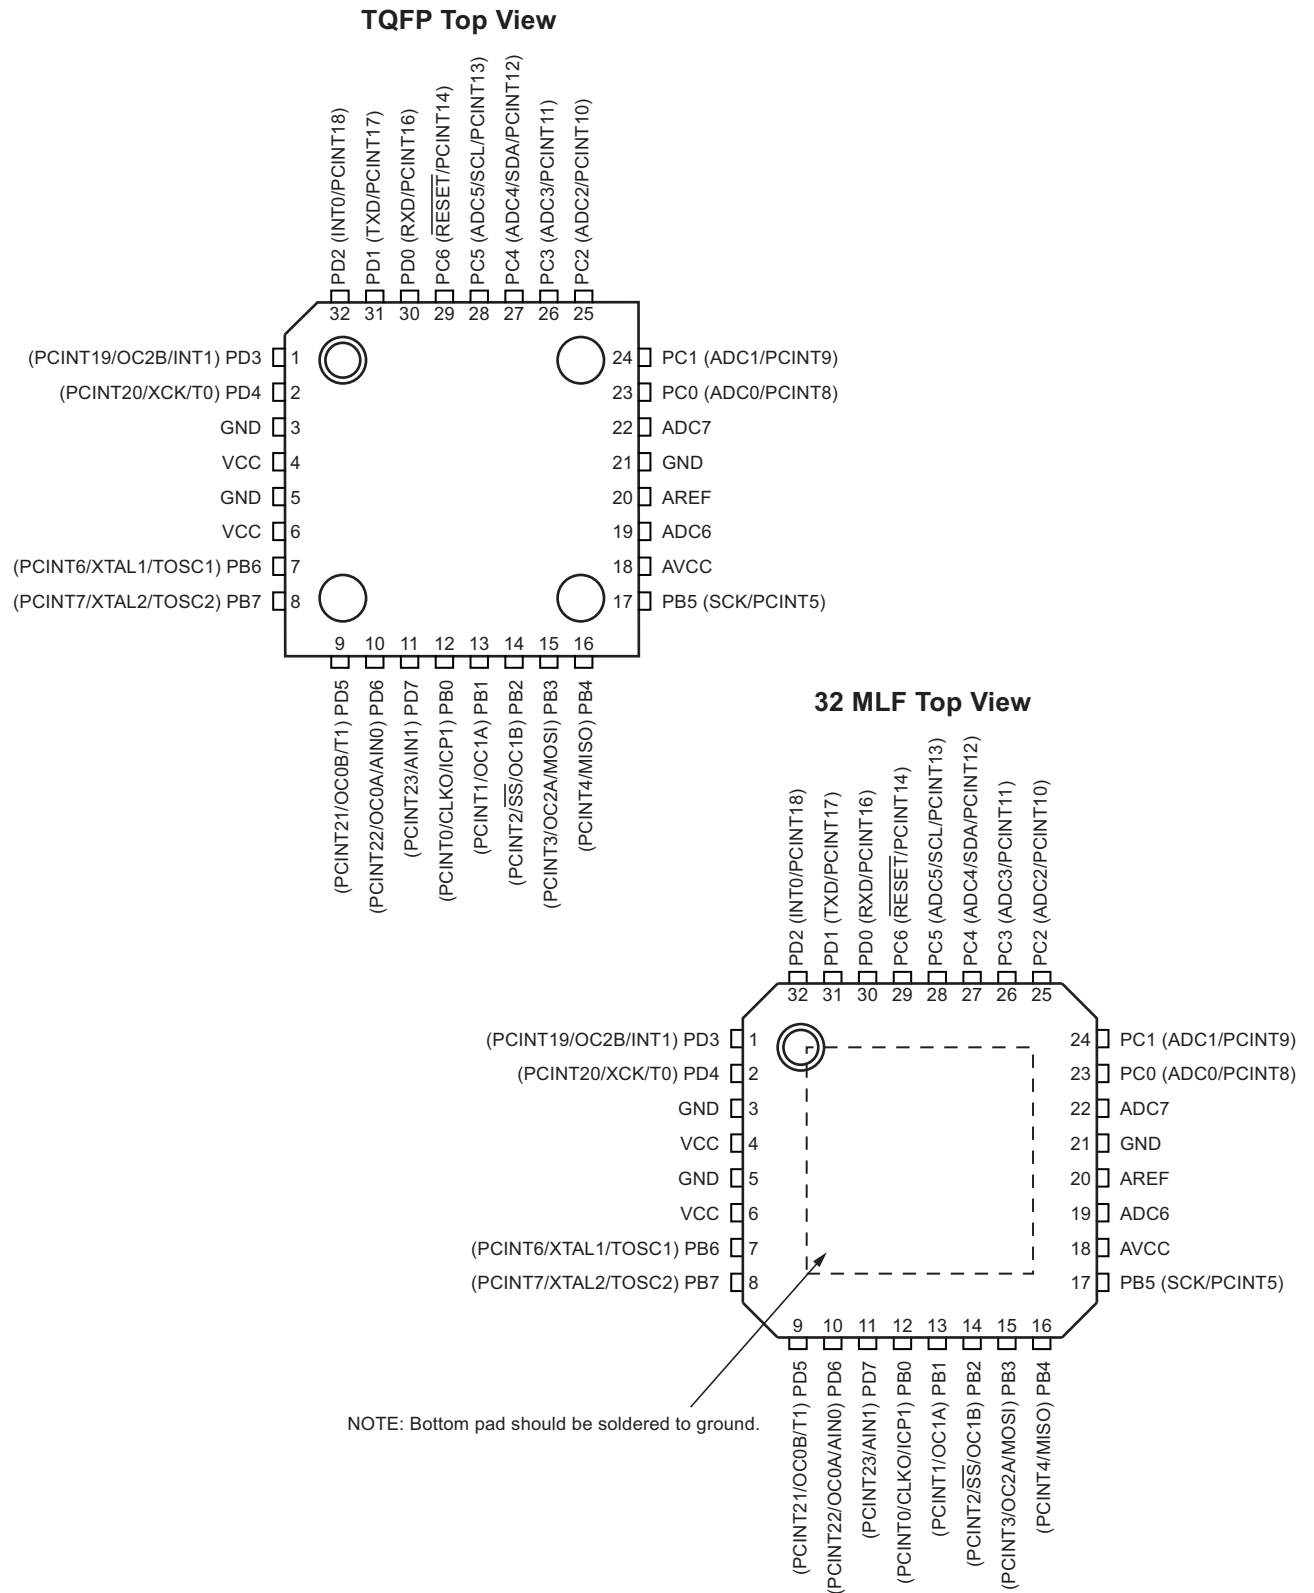 TQFP Top View
PD2 (INT0/PCINT18)
PD1 (TXD/PCINT17)
PD0 (RXD/PCINT16)
PC6 (RESET/PCINT14)
PC5 (ADC5/SCL/PCINT13)
PC4 (ADC4/SDA/PCINT12)
PC3 (ADC3/PCINT11)
PC2 (ADC2/PCINT10)
32 31 30 29 28 27 26 25
(PCINT19/OC2B/INT1) PD3 1
(PCINT20/XCK/T0) PD4 2
GND 3
VCC 4
GND 5
VCC 6
(PCINT6/XTAL1/TOSC1) PB6 7
(PCINT7/XTAL2/TOSC2) PB7 8
24 PC1 (ADC1/PCINT9)
23 PC0 (ADC0/PCINT8)
22 ADC7
21 GND
20 AREF
19 ADC6
18 AVCC
17 PB5 (SCK/PCINT5)
9 10 11 12 13 14 15 16
(PCINT21/OC0B/T1) PD5
(PCINT22/OC0A/AIN0) PD6
(PCINT23/AIN1) PD7
(PCINT0/CLKO/ICP1) PB0
(PCINT1/OC1A) PB1
(PCINT2/SS/OC1B) PB2
(PCINT3/OC2A/MOSI) PB3
(PCINT4/MISO) PB4
32 MLF Top View
PD2 (INT0/PCINT18)
PD1 (TXD/PCINT17)
PD0 (RXD/PCINT16)
PC6 (RESET/PCINT14)
PC5 (ADC5/SCL/PCINT13)
PC4 (ADC4/SDA/PCINT12)
PC3 (ADC3/PCINT11)
PC2 (ADC2/PCINT10)
32 31 30 29 28 27 26 25
(PCINT19/OC2B/INT1) PD3 1
(PCINT20/XCK/T0) PD4 2
GND 3
VCC 4
GND 5
VCC 6
(PCINT6/XTAL1/TOSC1) PB6 7
(PCINT7/XTAL2/TOSC2) PB7 8
24 PC1 (ADC1/PCINT9)
23 PC0 (ADC0/PCINT8)
22 ADC7
21 GND
20 AREF
19 ADC6
18 AVCC
17 PB5 (SCK/PCINT5)
9 10 11 12 13 14 15 16
(PCINT21/OC0B/T1) PD5
(PCINT22/OC0A/AIN0) PD6
(PCINT23/AIN1) PD7
(PCINT0/CLKO/ICP1) PB0
(PCINT1/OC1A) PB1
(PCINT2/SS/OC1B) PB2
(PCINT3/OC2A/MOSI) PB3
(PCINT4/MISO) PB4
NOTE: Bottom pad should be soldered to ground.